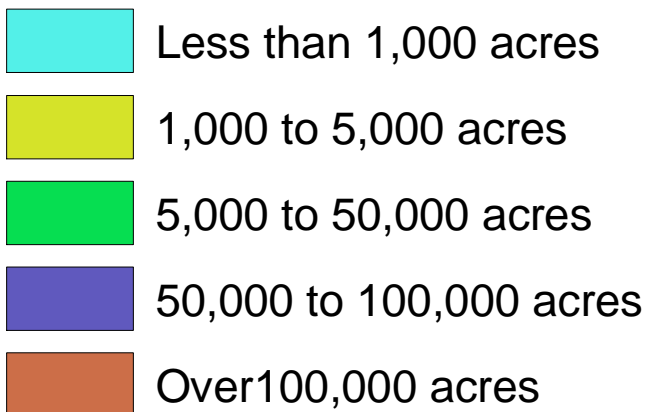 Less than 1,000 acres
1,000 to 5,000 acres
5,000 to 50,000 acres
50,000 to 100,000 acres
Over100,000 acres